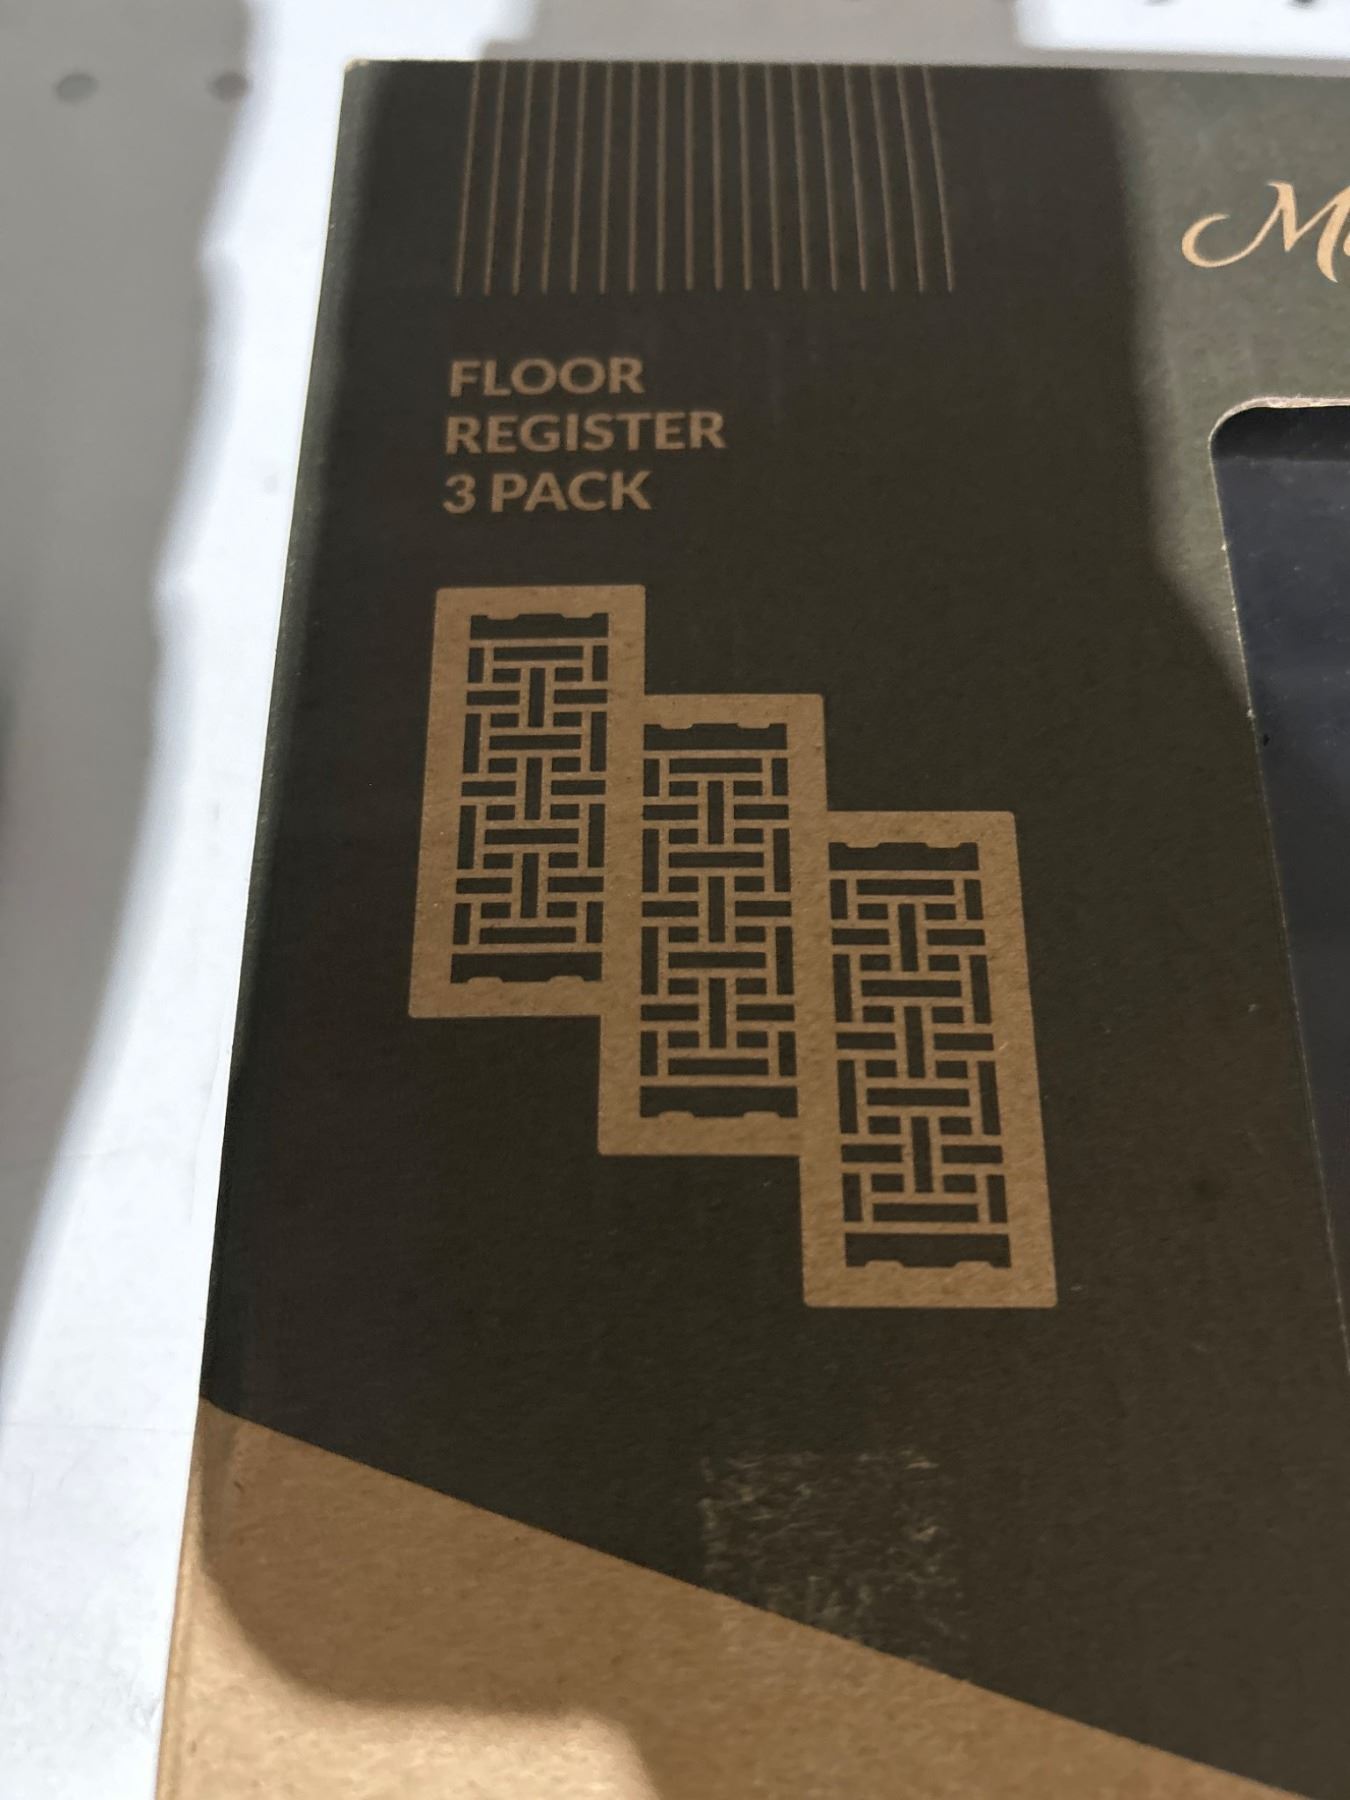 FLOOR
REGISTER
3 PACK